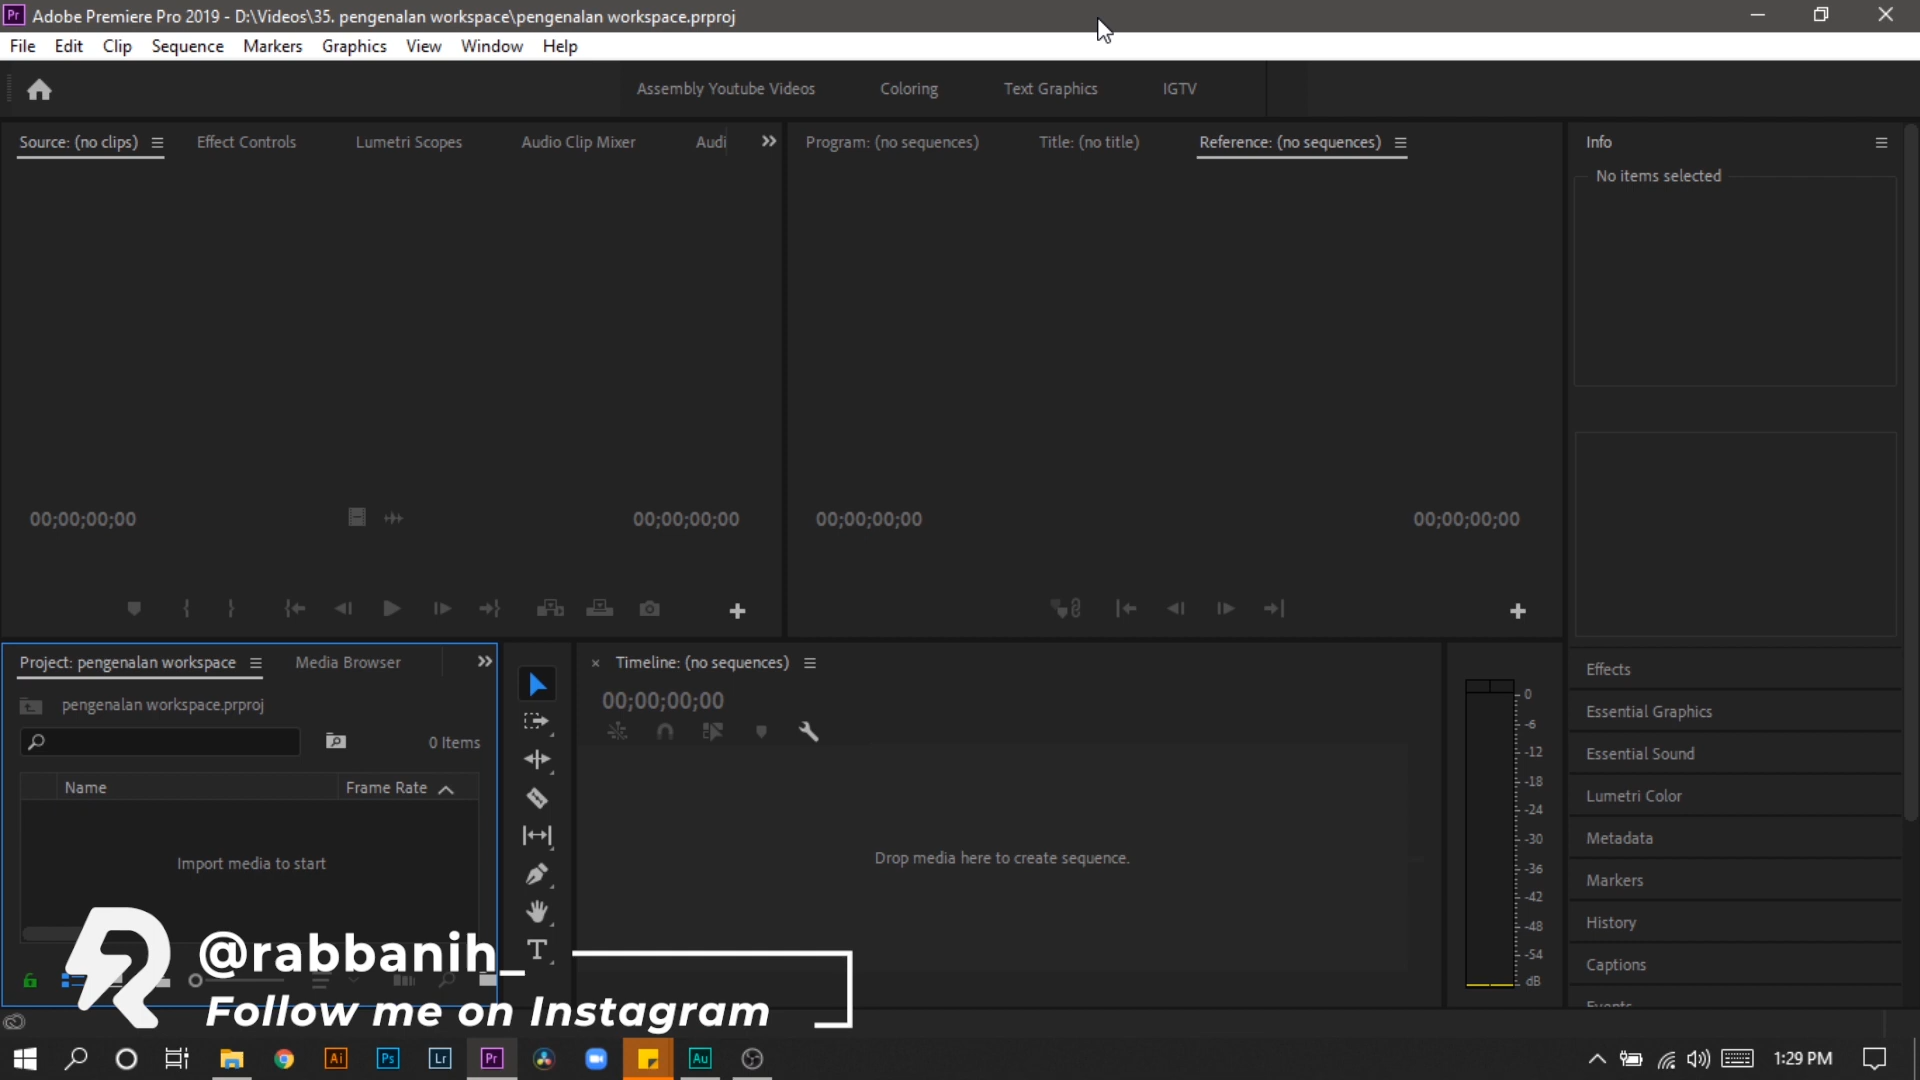 Adobe Premiere Pro 2019 - D:\Videos\35. pengenalan workspace\pengenalan workspace.prproj
File Edit Clip Sequence Markers Graphics View Window Help
Assembly Youtube Videos Coloring Text Graphics IGTV
Source: (no clips) Effect Controls Lumetri Scopes Audio Clip Mixer Audi
Program: (no sequences) Title: (no title) Reference: (no sequences)
Info
No items selected
00;00;00;00 00;00;00;00 00;00;00;00 00;00;00;00
Project: pengenalan workspace Media Browser
pengenalan workspace.prproj
0 Items
Name Frame Rate
Import media to start
Timeline: (no sequences)
00;00;00;00
Drop media here to create sequence.
0
-6
-12
-18
-24
-30
-36
-42
-48
-54
dB
Effects
Essential Graphics
Essential Sound
Lumetri Color
Metadata
Markers
History
Captions
Events
@rabbanih_
Follow me on Instagram
Ai Ps Lr Pr Au
1:29 PM